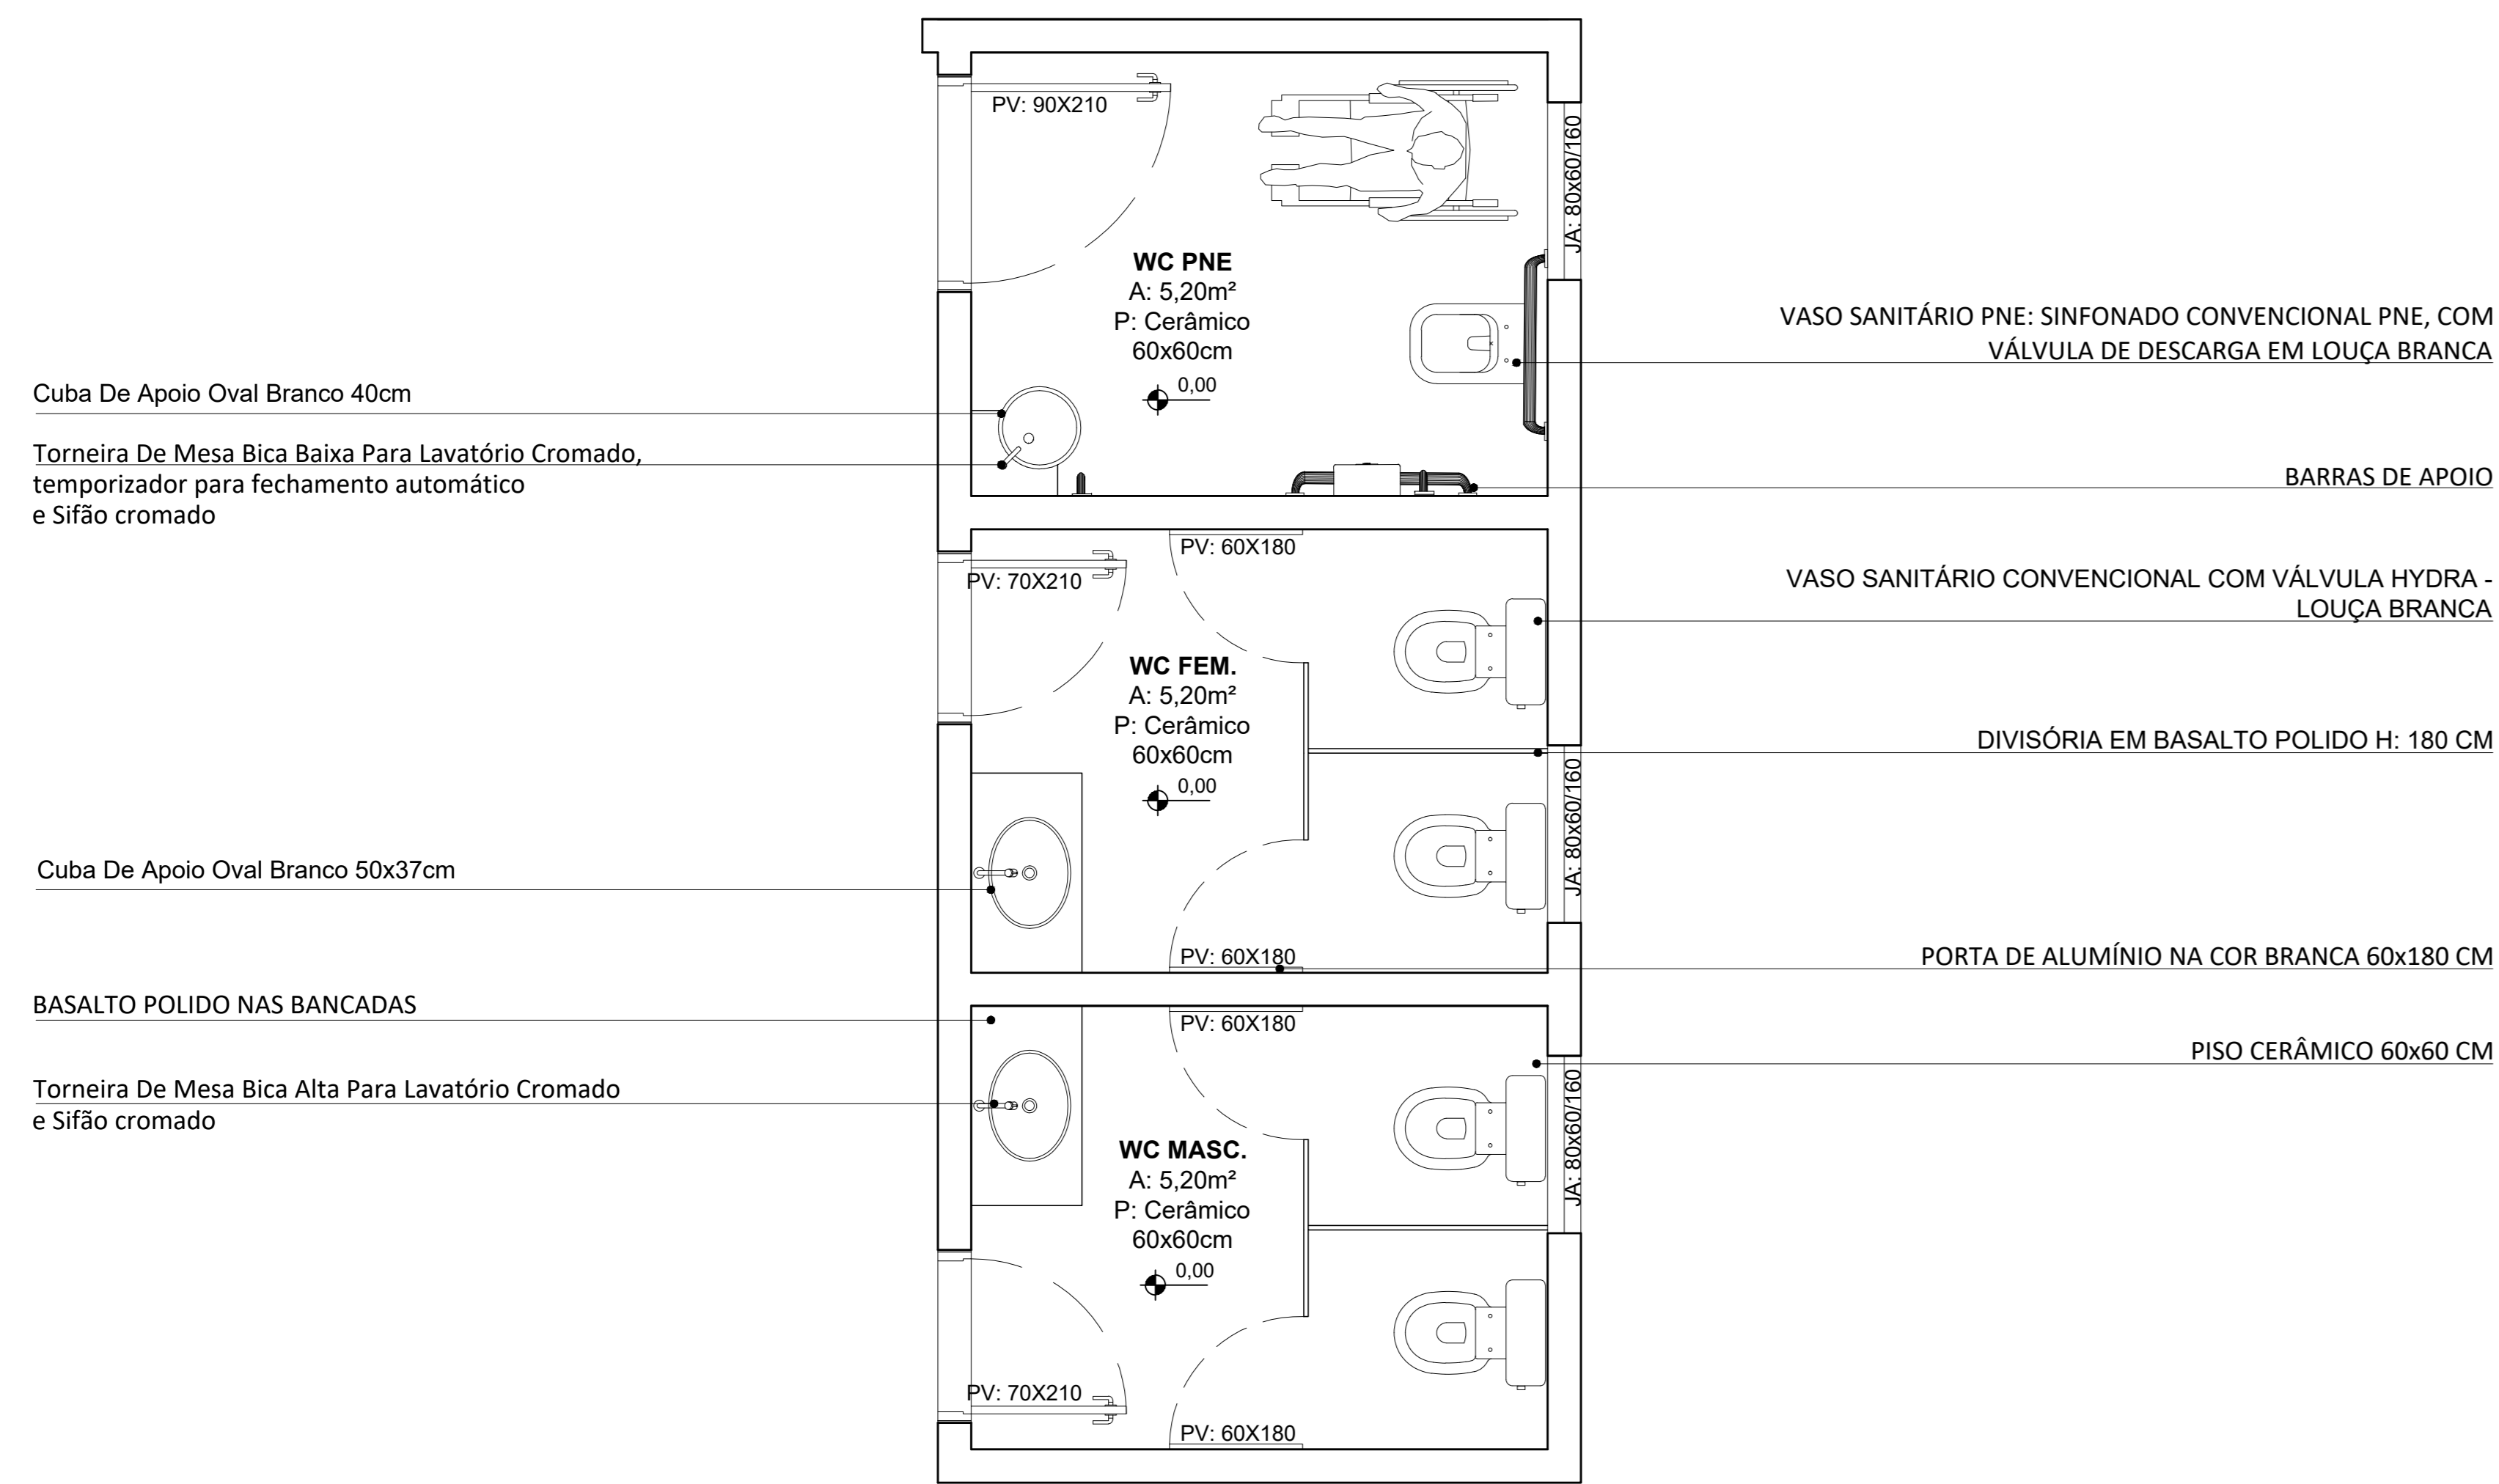 PV: 90X210
JA: 80x60/160
WC PNE
A: 5,20m²
P: Cerâmico
60x60cm
0,00
VASO SANITÁRIO PNE: SINFONADO CONVENCIONAL PNE, COM
VÁLVULA DE DESCARGA EM LOUÇA BRANCA
Cuba De Apoio Oval Branco 40cm
Torneira De Mesa Bica Baixa Para Lavatório Cromado,
temporizador para fechamento automático
e Sifão cromado
BARRAS DE APOIO
PV: 60X180
PV: 70X210
VASO SANITÁRIO CONVENCIONAL COM VÁLVULA HYDRA -
LOUÇA BRANCA
WC FEM.
A: 5,20m²
P: Cerâmico
60x60cm
0,00
DIVISÓRIA EM BASALTO POLIDO H: 180 CM
JA: 80x60/160
Cuba De Apoio Oval Branco 50x37cm
PV: 60X180
PORTA DE ALUMÍNIO NA COR BRANCA 60x180 CM
BASALTO POLIDO NAS BANCADAS
PV: 60X180
PISO CERÂMICO 60x60 CM
Torneira De Mesa Bica Alta Para Lavatório Cromado
e Sifão cromado
JA: 80x60/160
WC MASC.
A: 5,20m²
P: Cerâmico
60x60cm
0,00
PV: 70X210
PV: 60X180